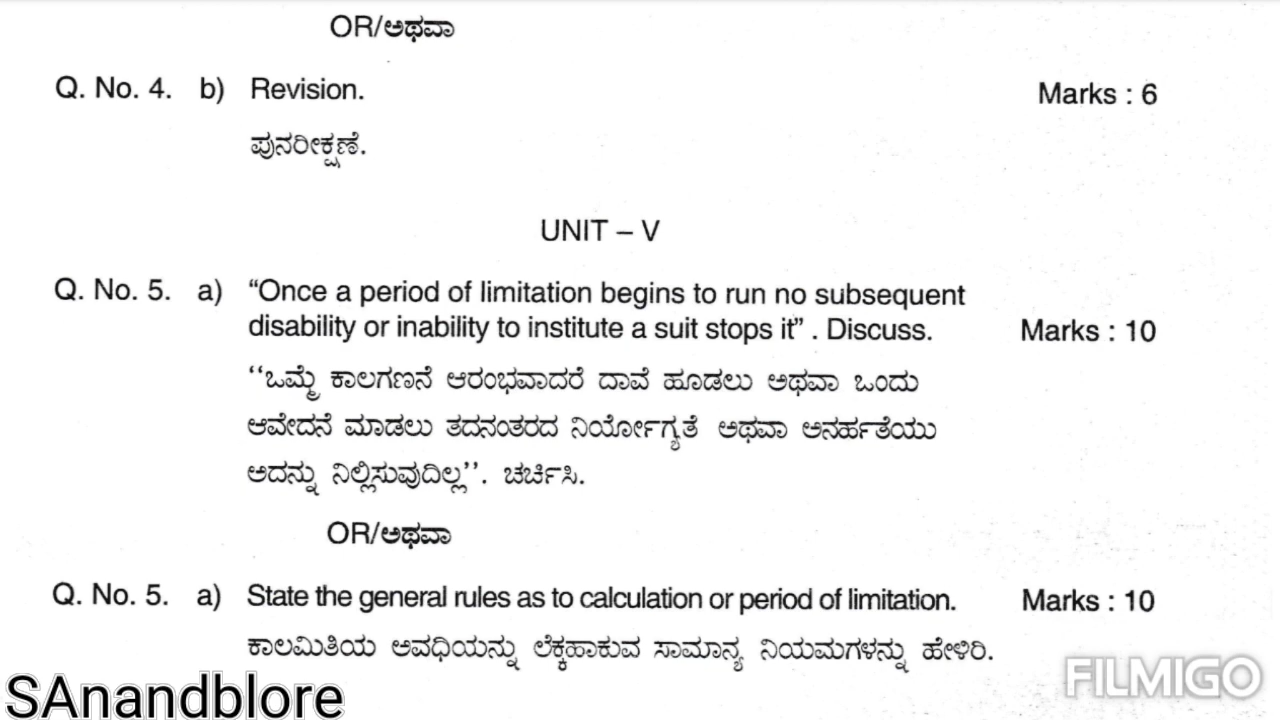 OR/ಅಥವಾ
Q. No. 4. b) Revision. Marks : 6
ಪುನರೀಕ್ಷಣೆ.
UNIT – V
Q. No. 5. a) “Once a period of limitation begins to run no subsequent
disability or inability to institute a suit stops it” . Discuss. Marks : 10
‘‘ಒಮ್ಮೆ ಕಾಲಗಣನೆ ಆರಂಭವಾದರೆ ದಾವೆ ಹೂಡಲು ಅಥವಾ ಒಂದು
ಆವೇದನೆ ಮಾಡಲು ತದನಂತರದ ನಿರ್ಯೋಗ್ಯತೆ ಅಥವಾ ಅನರ್ಹತೆಯು
ಅದನ್ನು ನಿಲ್ಲಿಸುವುದಿಲ್ಲ’’. ಚರ್ಚಿಸಿ.
OR/ಅಥವಾ
Q. No. 5. a) State the general rules as to calculation or period of limitation. Marks : 10
ಕಾಲಮಿತಿಯ ಅವಧಿಯನ್ನು ಲೆಕ್ಕಹಾಕುವ ಸಾಮಾನ್ಯ ನಿಯಮಗಳನ್ನು ಹೇಳಿರಿ.
FILMIGO
SAnandblore